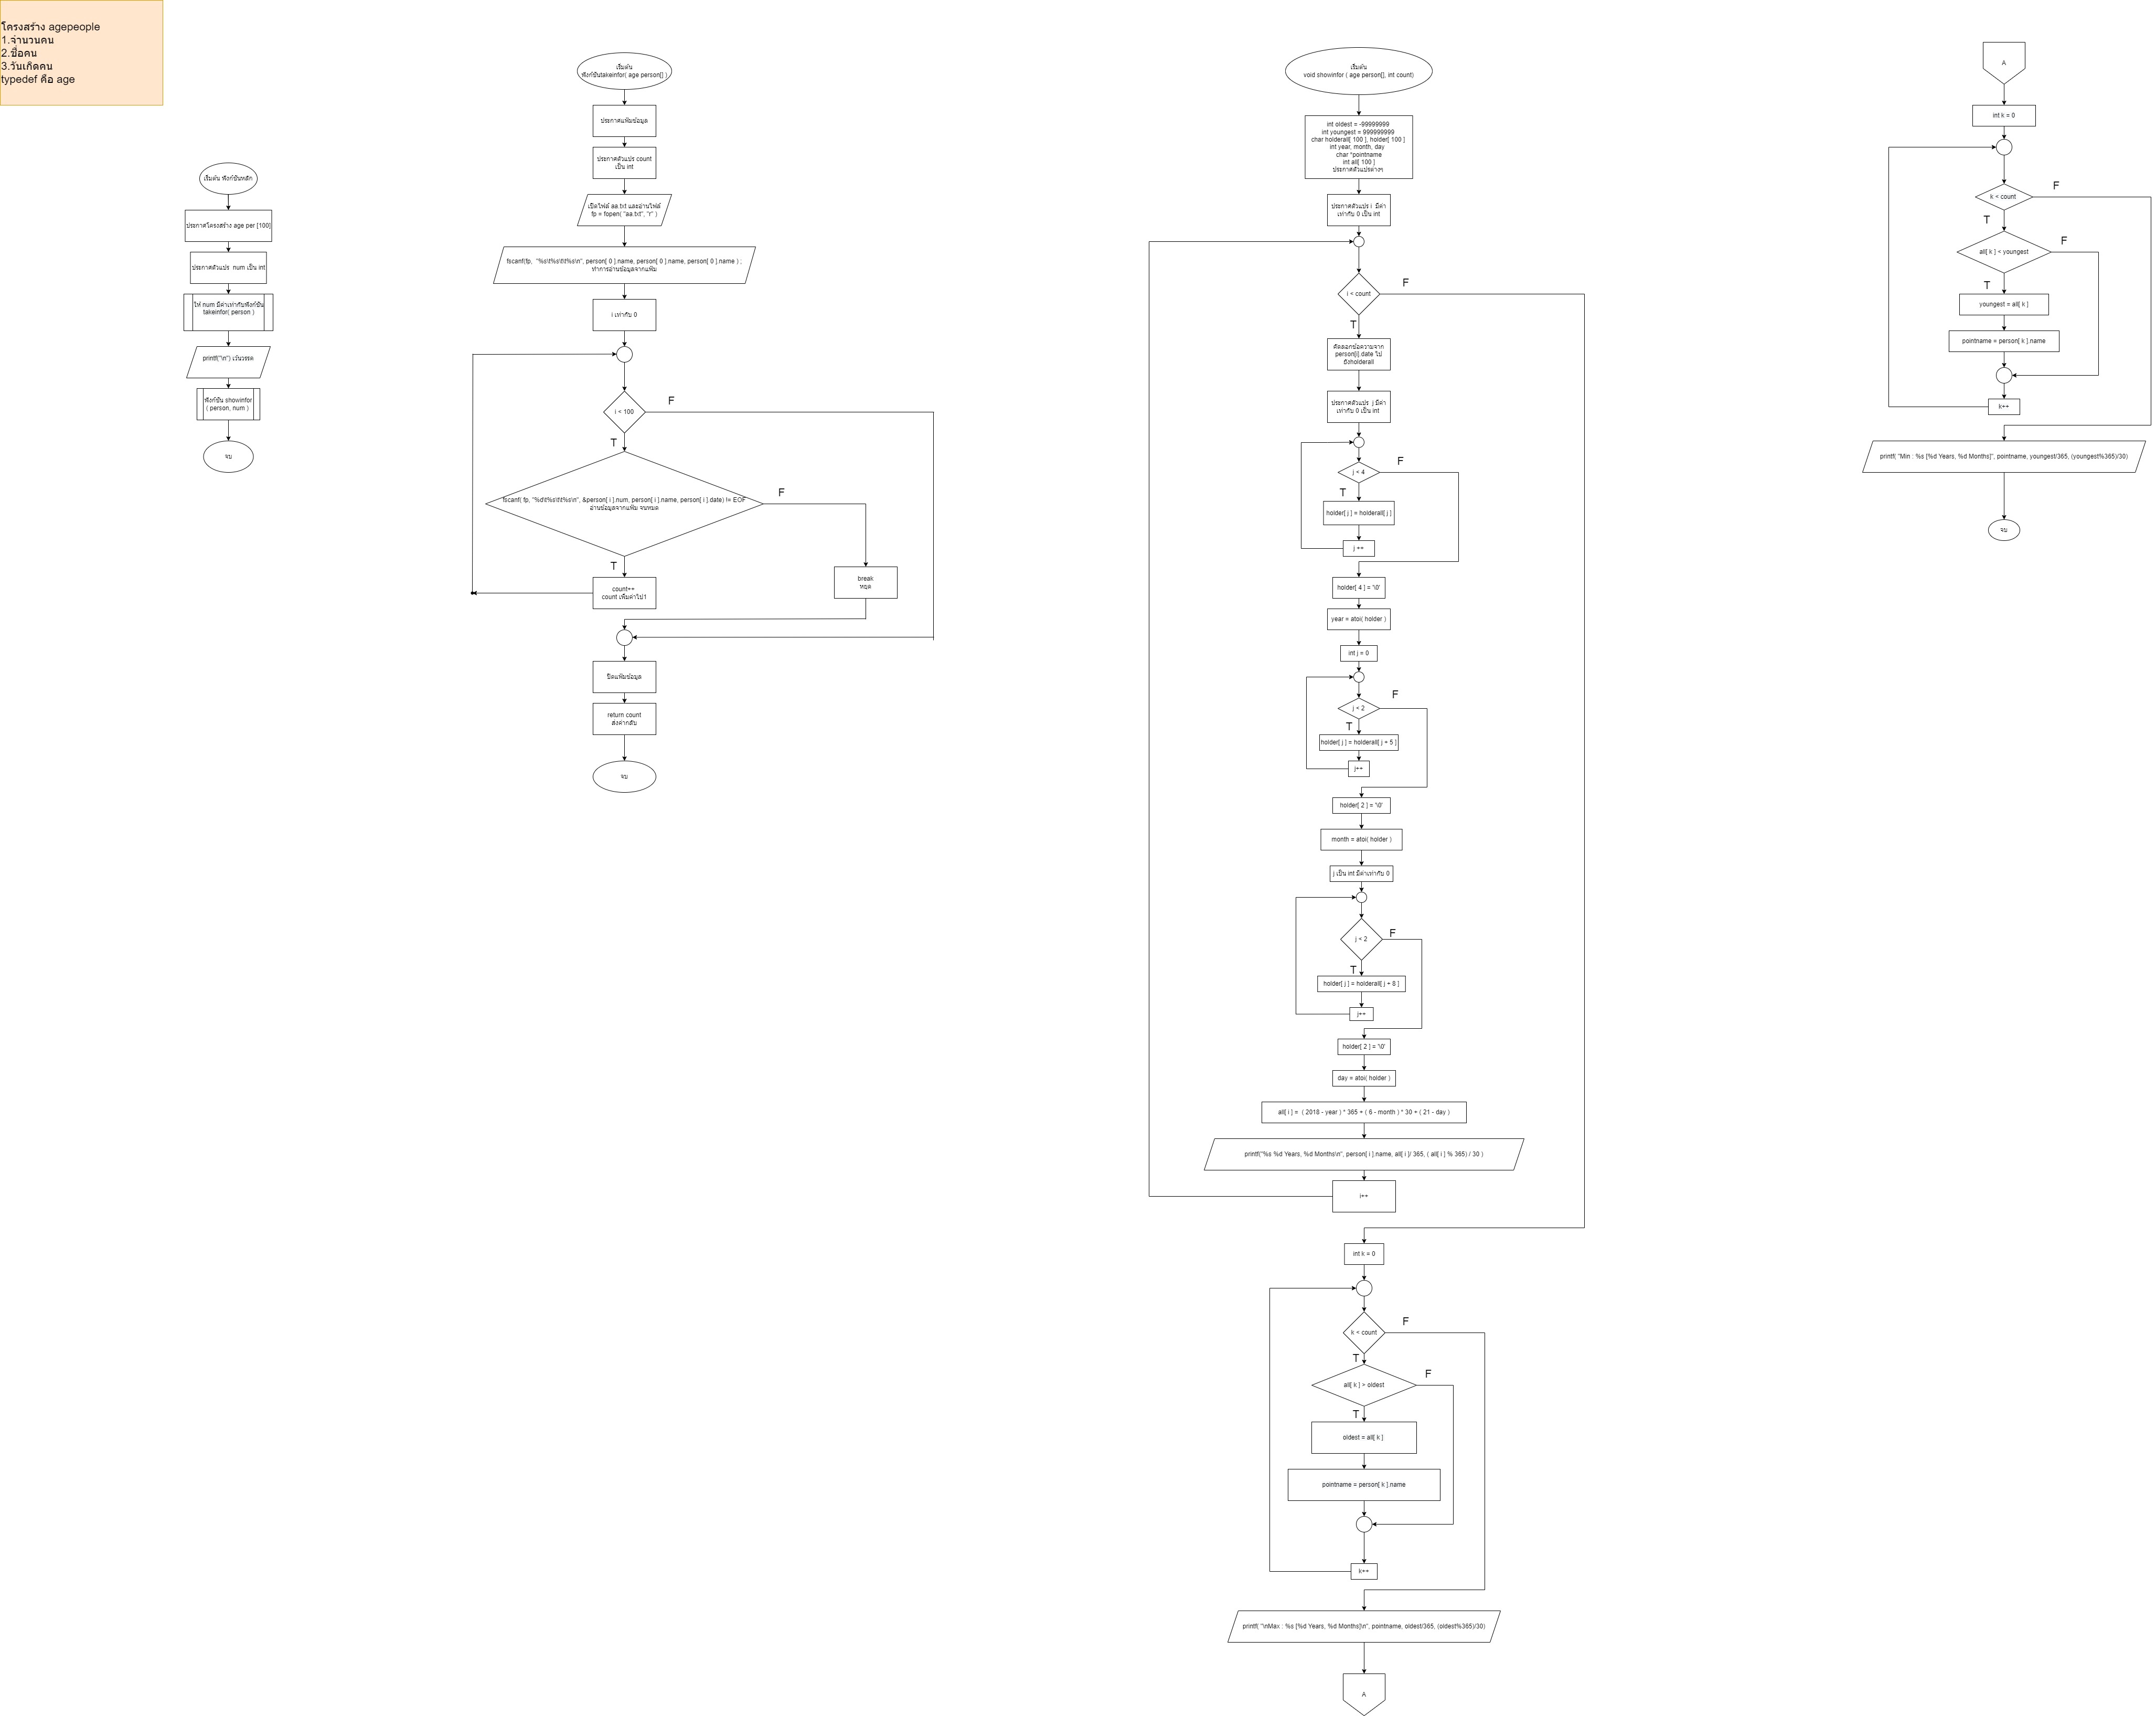 โครงสร้าง agepeople
1.จำนวนคน
2.ชื่อคน
3.วันเกิดคน
typedef คือ age
เริ่มต้น ฟังก์ชันหลัก
ประกาศโครงสร้าง age per [100]
ประกาศตัวแปร num เป็น int
ให้ num มีค่าเท่ากับฟังก์ชัน
takeinfor( person )
printf("\n") เว้นวรรค
ฟังก์ชัน showinfor
( person, num )
จบ
เริ่มต้น
ฟังก์ชันtakeinfor( age person[] )
ประกาศแฟ้มข้อมูล
ประกาศตัวแปร count
เป็น int
เปิดไฟล์ aa.txt และอ่านไฟล์
fp = fopen( "aa.txt", "r" )
fscanf(fp, "%s\t%s\t\t%s\n", person[ 0 ].name, person[ 0 ].name, person[ 0 ].name ) ;
ทำการอ่านข้อมูลจากแฟ้ม
i เท่ากับ 0
i < 100
F
T
fscanf( fp, "%d\t%s\t\t%s\n", &person[ i ].num, person[ i ].name, person[ i ].date) != EOF
อ่านข้อมูลจากแฟ้ม จนหมด
F
T
count++
count เพิ่มค่าไป1
break
หยุด
ปิดแฟ้มข้อมูล
return count
ส่งค่ากลับ
จบ
เริ่มต้น
void showinfor ( age person[], int count)
int oldest = -99999999
int youngest = 999999999
char holderall[ 100 ], holder[ 100 ]
int year, month, day
char *pointname
int all[ 100 ]
ประกาศตัวแปรต่างๆ
ประกาศตัวแปร i มีค่า
เท่ากับ 0 เป็น int
i < count
F
T
คัดลอกข้อความจาก
person[i].date ไป
ยังholderall
ประกาศตัวแปร j มีค่า
เท่ากับ 0 เป็น int
j < 4
F
T
holder[ j ] = holderall[ j ]
j ++
holder[ 4 ] = '\0'
year = atoi( holder )
int j = 0
j < 2
F
T
holder[ j ] = holderall[ j + 5 ]
j++
holder[ 2 ] = '\0'
month = atoi( holder )
j เป็น int มีค่าเท่ากับ 0
j < 2
F
T
holder[ j ] = holderall[ j + 8 ]
j++
holder[ 2 ] = '\0'
day = atoi( holder )
all[ i ] = ( 2018 - year ) * 365 + ( 6 - month ) * 30 + ( 21 - day )
printf("%s %d Years, %d Months\n", person[ i ].name, all[ i ]/ 365, ( all[ i ] % 365) / 30 )
i++
int k = 0
k < count
F
T
all[ k ] > oldest
F
T
oldest = all[ k ]
pointname = person[ k ].name
k++
printf( "\nMax : %s [%d Years, %d Months]\n", pointname, oldest/365, (oldest%365)/30)
A
A
int k = 0
k < count
F
T
all[ k ] < youngest
F
T
youngest = all[ k ]
pointname = person[ k ].name
k++
printf( "Min : %s [%d Years, %d Months]", pointname, youngest/365, (youngest%365)/30)
จบ